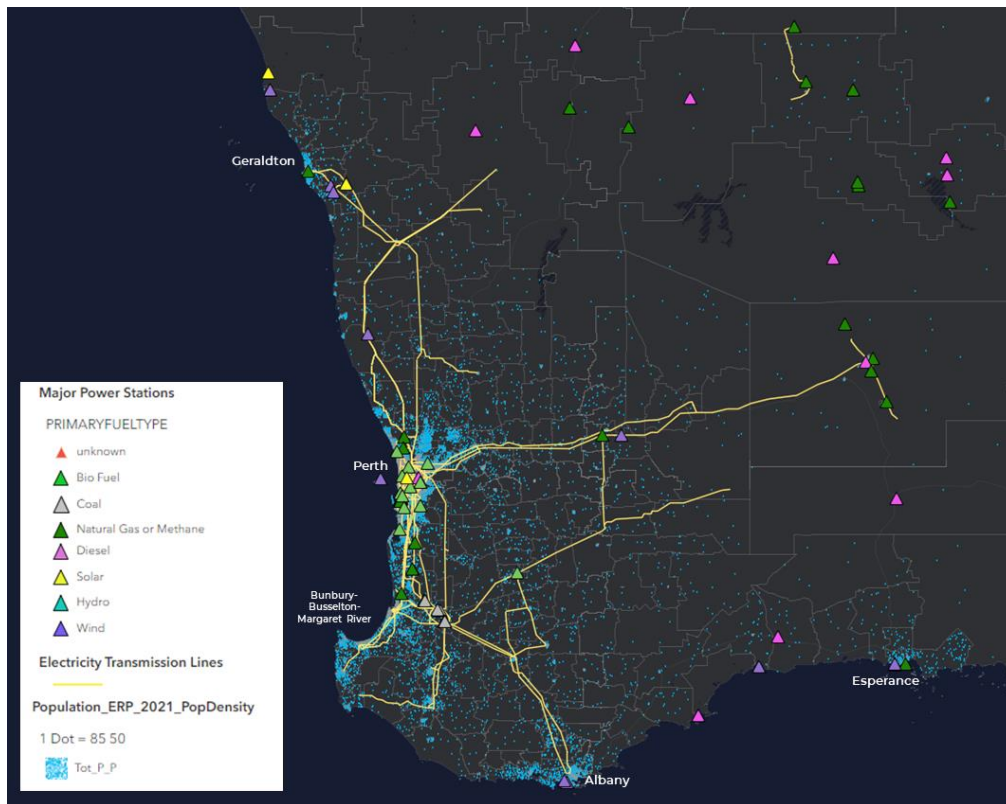 Geraldton
Perth
Bunbury-
Busselton-
Margaret River
Albany
Esperance
Major Power Stations
PRIMARYFUELTYPE
unknown
Bio Fuel
Coal
Natural Gas or Methane
Diesel
Solar
Hydro
Wind
Electricity Transmission Lines
Population_ERP_2021_PopDensity
1 Dot = 85 50
Tot_P_P